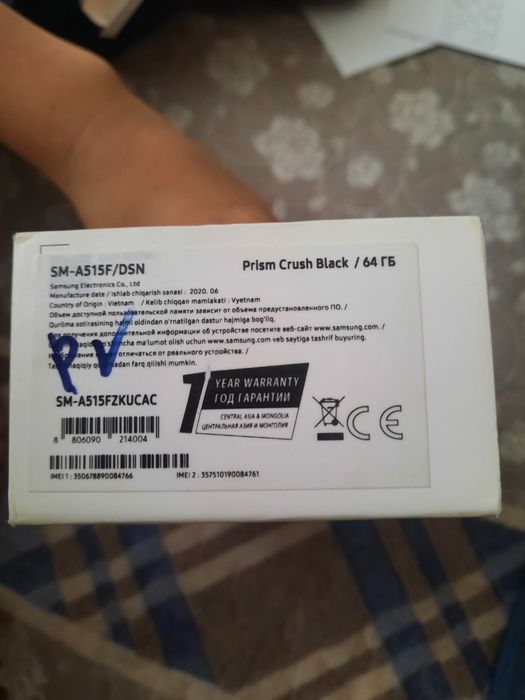 SM-A515F/DSN
Prism Crush Black / 64 ГБ
Samsung Electronics Co., Ltd
Manufacture date / ishlab chiqarish sanasi : 2020. 06
Country of Origin : Vietnam / Kelib chiqqan mamlakati : Vyetnam
Объем доступной пользовательской памяти зависит от объема предустановленного ПО. /
Qurilma xotirasining hajmi oldindan o'rnatilgan dastur hajmiga bog'liq.
Для получения дополнительной информации об устройстве посетите веб-сайт www.samsung.com. /
ma'lumot olish uchun www.samsung.com veb saytiga tashrif buyuring.
отличаться от реального устройства. /
farq qilishi mumkin.
PV
SM-A515FZKUCAC
1 YEAR WARRANTY
ГОД ГАРАНТИИ
CENTRAL ASIA & MONGOLIA
ЦЕНТРАЛЬНАЯ АЗИЯ И МОНГОЛИЯ
CE
8 806090 214004
IMEI 1 : 350678890084766
IMEI 2 : 357510190084761